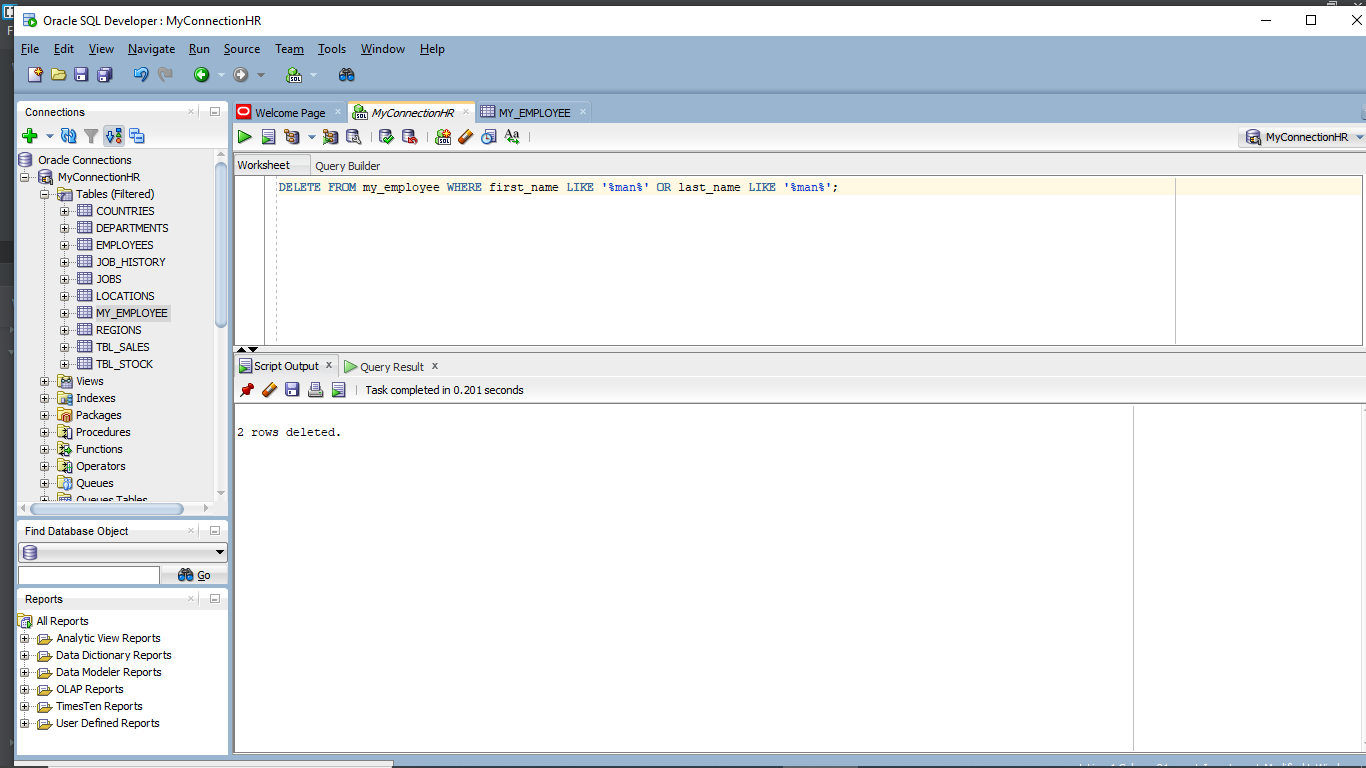 Oracle SQL Developer : MyConnectionHR
File Edit View Navigate Run Source Team Tools Window Help
Connections
Oracle Connections
MyConnectionHR
Tables (Filtered)
COUNTRIES
DEPARTMENTS
EMPLOYEES
JOB_HISTORY
JOBS
LOCATIONS
MY_EMPLOYEE
REGIONS
TBL_SALES
TBL_STOCK
Views
Indexes
Packages
Procedures
Functions
Operators
Queues
Queues Tables
Find Database Object
Go
Reports
All Reports
Analytic View Reports
Data Dictionary Reports
Data Modeler Reports
OLAP Reports
TimesTen Reports
User Defined Reports
Welcome Page MyConnectionHR MY_EMPLOYEE
MyConnectionHR
Worksheet Query Builder
DELETE FROM my_employee WHERE first_name LIKE '%man%' OR last_name LIKE '%man%';
Script Output x Query Result x
Task completed in 0.201 seconds
2 rows deleted.